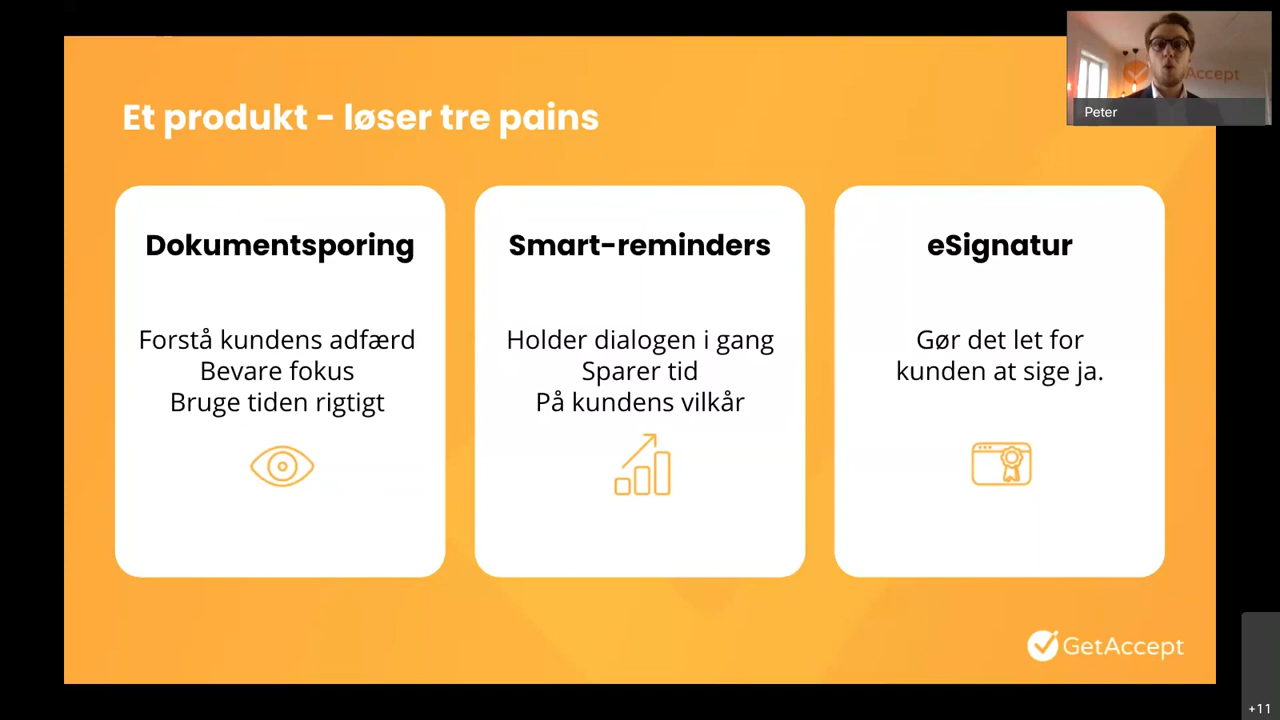 Et produkt - løser tre pains
Accept
Peter
Dokumentsporing
Forstå kundens adfærd
Bevare fokus
Bruge tiden rigtigt
Smart-reminders
Holder dialogen i gang
Sparer tid
På kundens vilkår
eSignatur
Gør det let for
kunden at sige ja.
GetAccept
+11